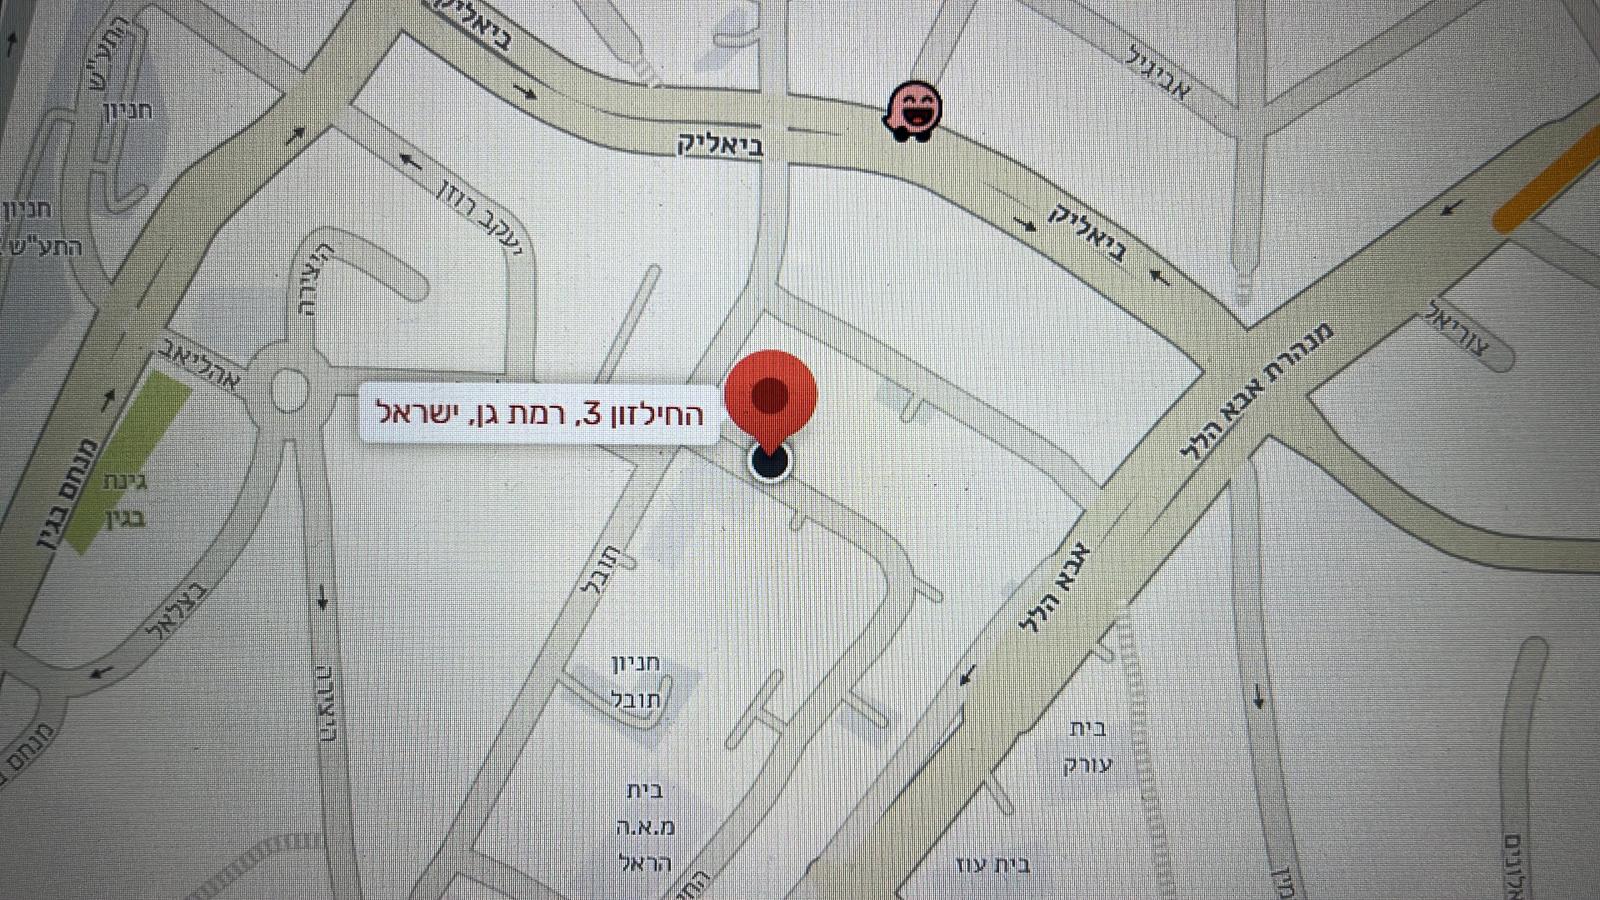 ביאליק
התע"ש
חניון
אביגיל
ביאליק
יעקב רוזן
חניון
התע"ש
ביאליק
היצירה
צוריאל
אהליאב
מנהרת אבא הלל
החילזון 3, רמת גן, ישראל
מנחם בגין
גינת
בגין
תובל
אבא הלל
בצלאל
חניון
תובל
היצירה
בית
עורק
מנחם
בית
מ.א.ה
הראל
בית עוז
אלונים